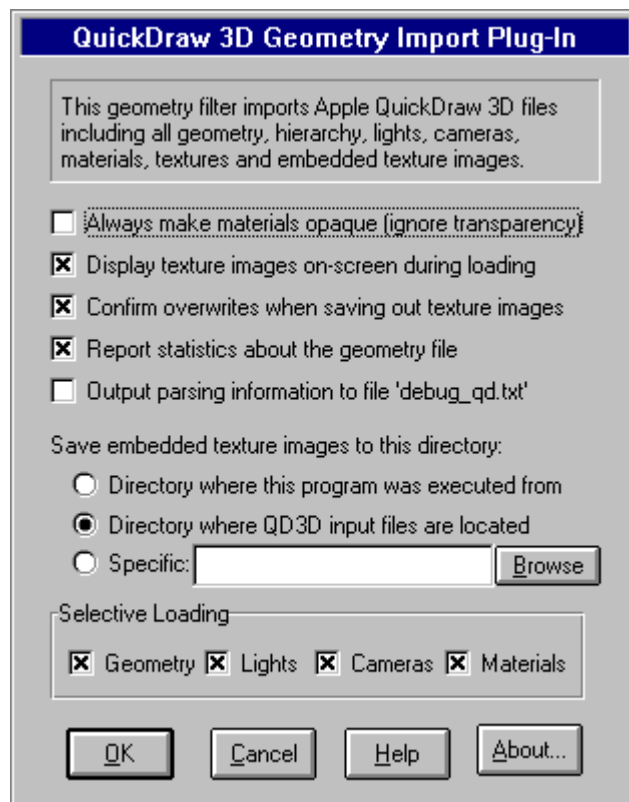 QuickDraw 3D Geometry Import Plug-In
This geometry filter imports Apple QuickDraw 3D files
including all geometry, hierarchy, lights, cameras,
materials, textures and embedded texture images.
Always make materials opaque (ignore transparency)
Display texture images on-screen during loading
Confirm overwrites when saving out texture images
Report statistics about the geometry file
Output parsing information to file 'debug_qd.txt'
Save embedded texture images to this directory:
Directory where this program was executed from
Directory where QD3D input files are located
Specific: Browse
Selective Loading
Geometry Lights Cameras Materials
OK Cancel Help About...